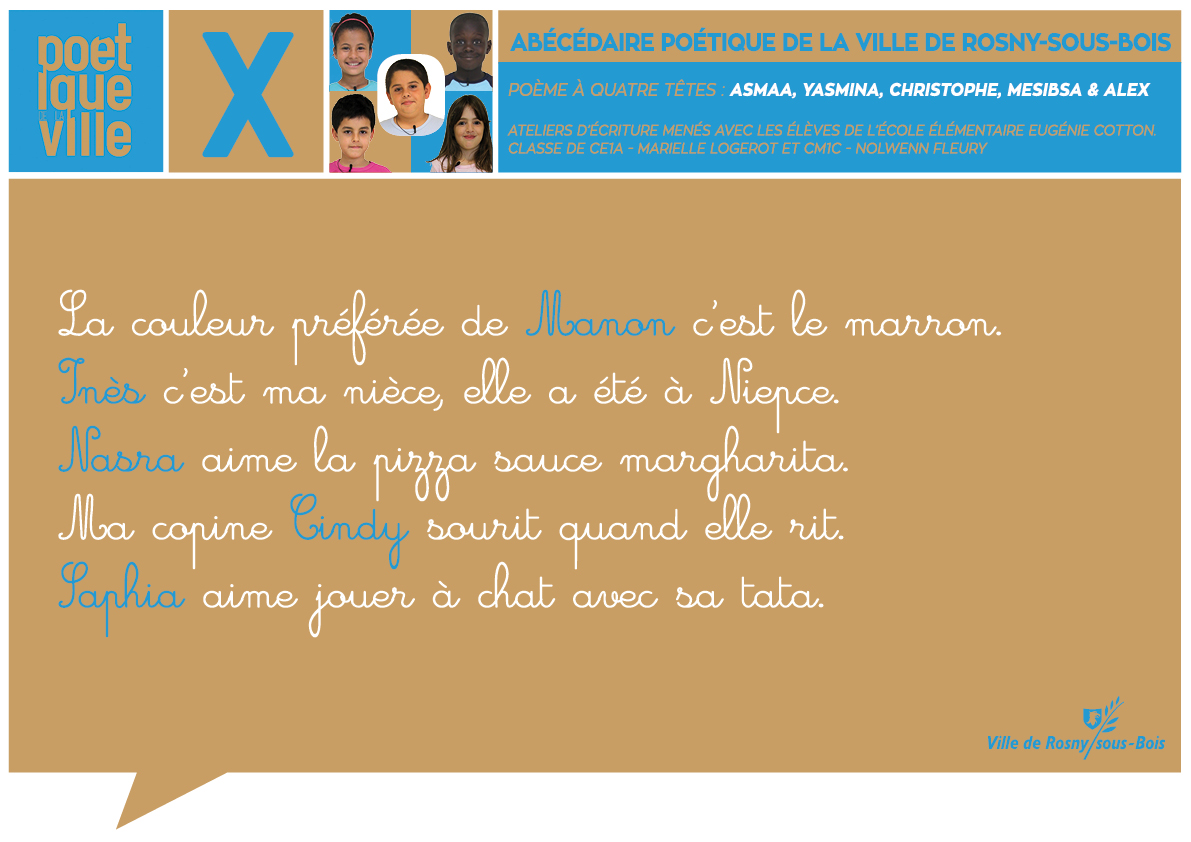 poet
ique
DE LA
ville
X
ABÉCÉDAIRE POÉTIQUE DE LA VILLE DE ROSNY-SOUS-BOIS
POÈME À QUATRE TÊTES : ASMAA, YASMINA, CHRISTOPHE, MESIBSA & ALEX
ATELIERS D'ÉCRITURE MENÉS AVEC LES ÉLÈVES DE L'ÉCOLE ÉLÉMENTAIRE EUGÉNIE COTTON.
CLASSE DE CE1A - MARIELLE LOGEROT ET CM1C - NOLWENN FLEURY
La couleur préférée de Manon c'est le marron.
Inès c'est ma nièce, elle a été à Niepce.
Nasra aime la pizza sauce margharita.
Ma copine Cindy sourit quand elle rit.
Saphia aime jouer à chat avec sa tata.
Ville de Rosny/sous-Bois